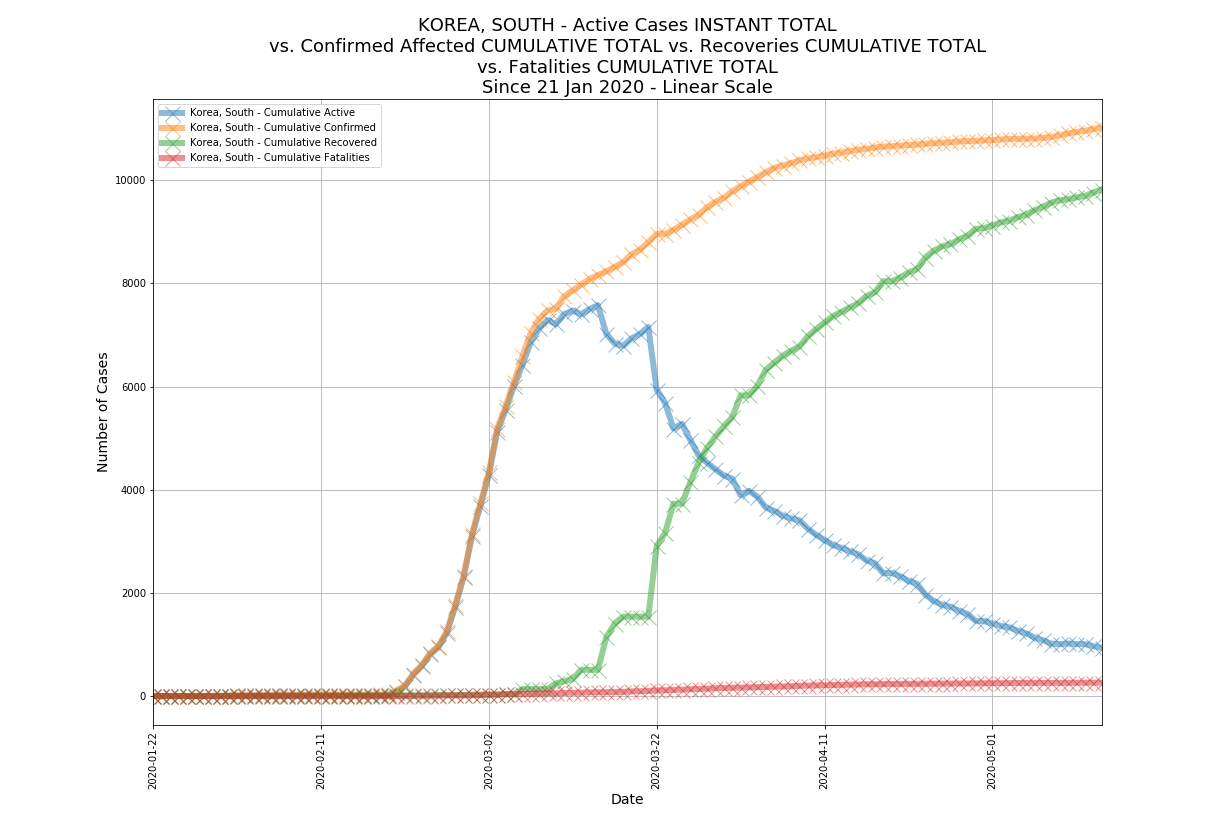 KOREA, SOUTH - Active Cases INSTANT TOTAL
vs. Confirmed Affected CUMULATIVE TOTAL vs. Recoveries CUMULATIVE TOTAL
vs. Fatalities CUMULATIVE TOTAL
Since 21 Jan 2020 - Linear Scale
Korea, South - Cumulative Active
Korea, South - Cumulative Confirmed
Korea, South - Cumulative Recovered
Korea, South - Cumulative Fatalities
Number of Cases
10000
8000
6000
4000
2000
0
2020-01-22
2020-02-11
2020-03-02
2020-03-22
2020-04-11
2020-05-01
Date